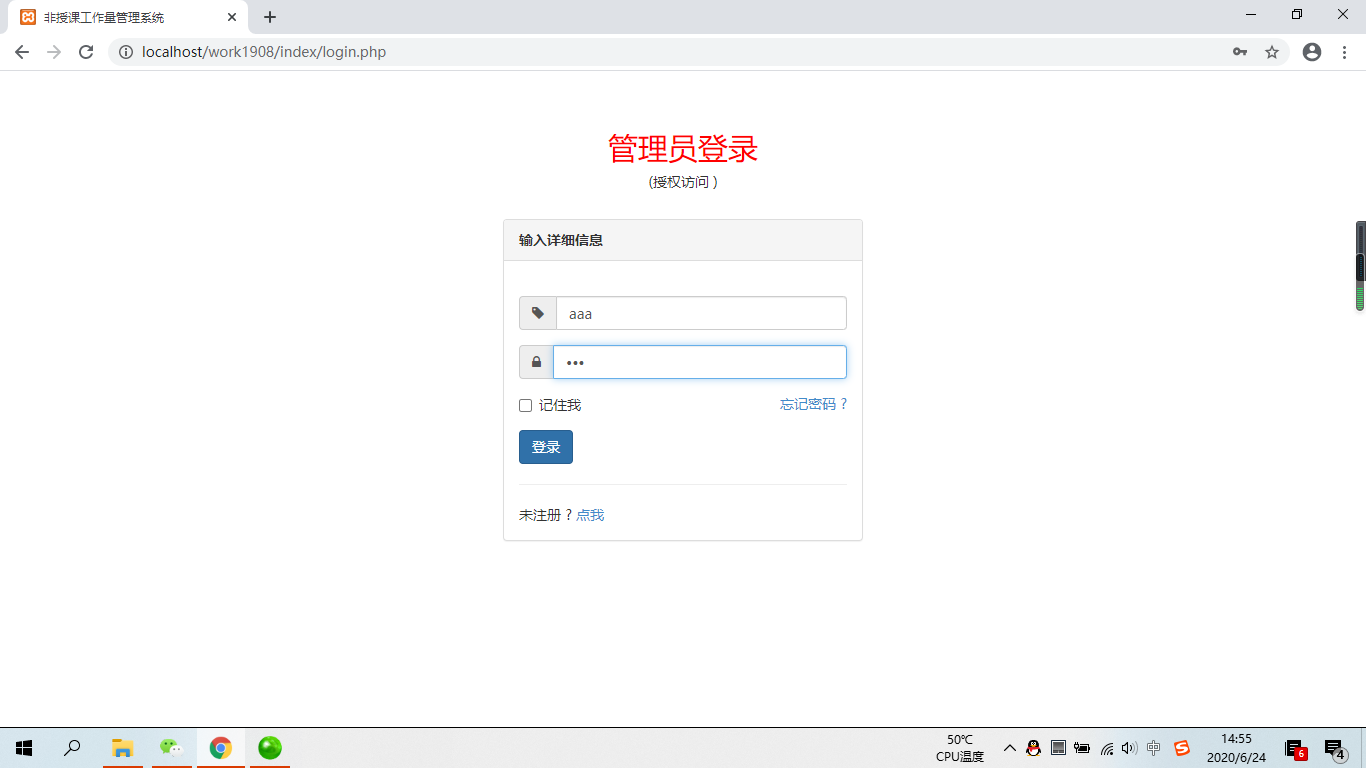 非授课工作量管理系统
localhost/work1908/index/login.php
管理员登录
(授权访问 )
输入详细信息
aaa
•••
记住我
忘记密码 ?
登录
未注册 ? 点我
50℃
CPU温度
中
14:55
2020/6/24
6
4